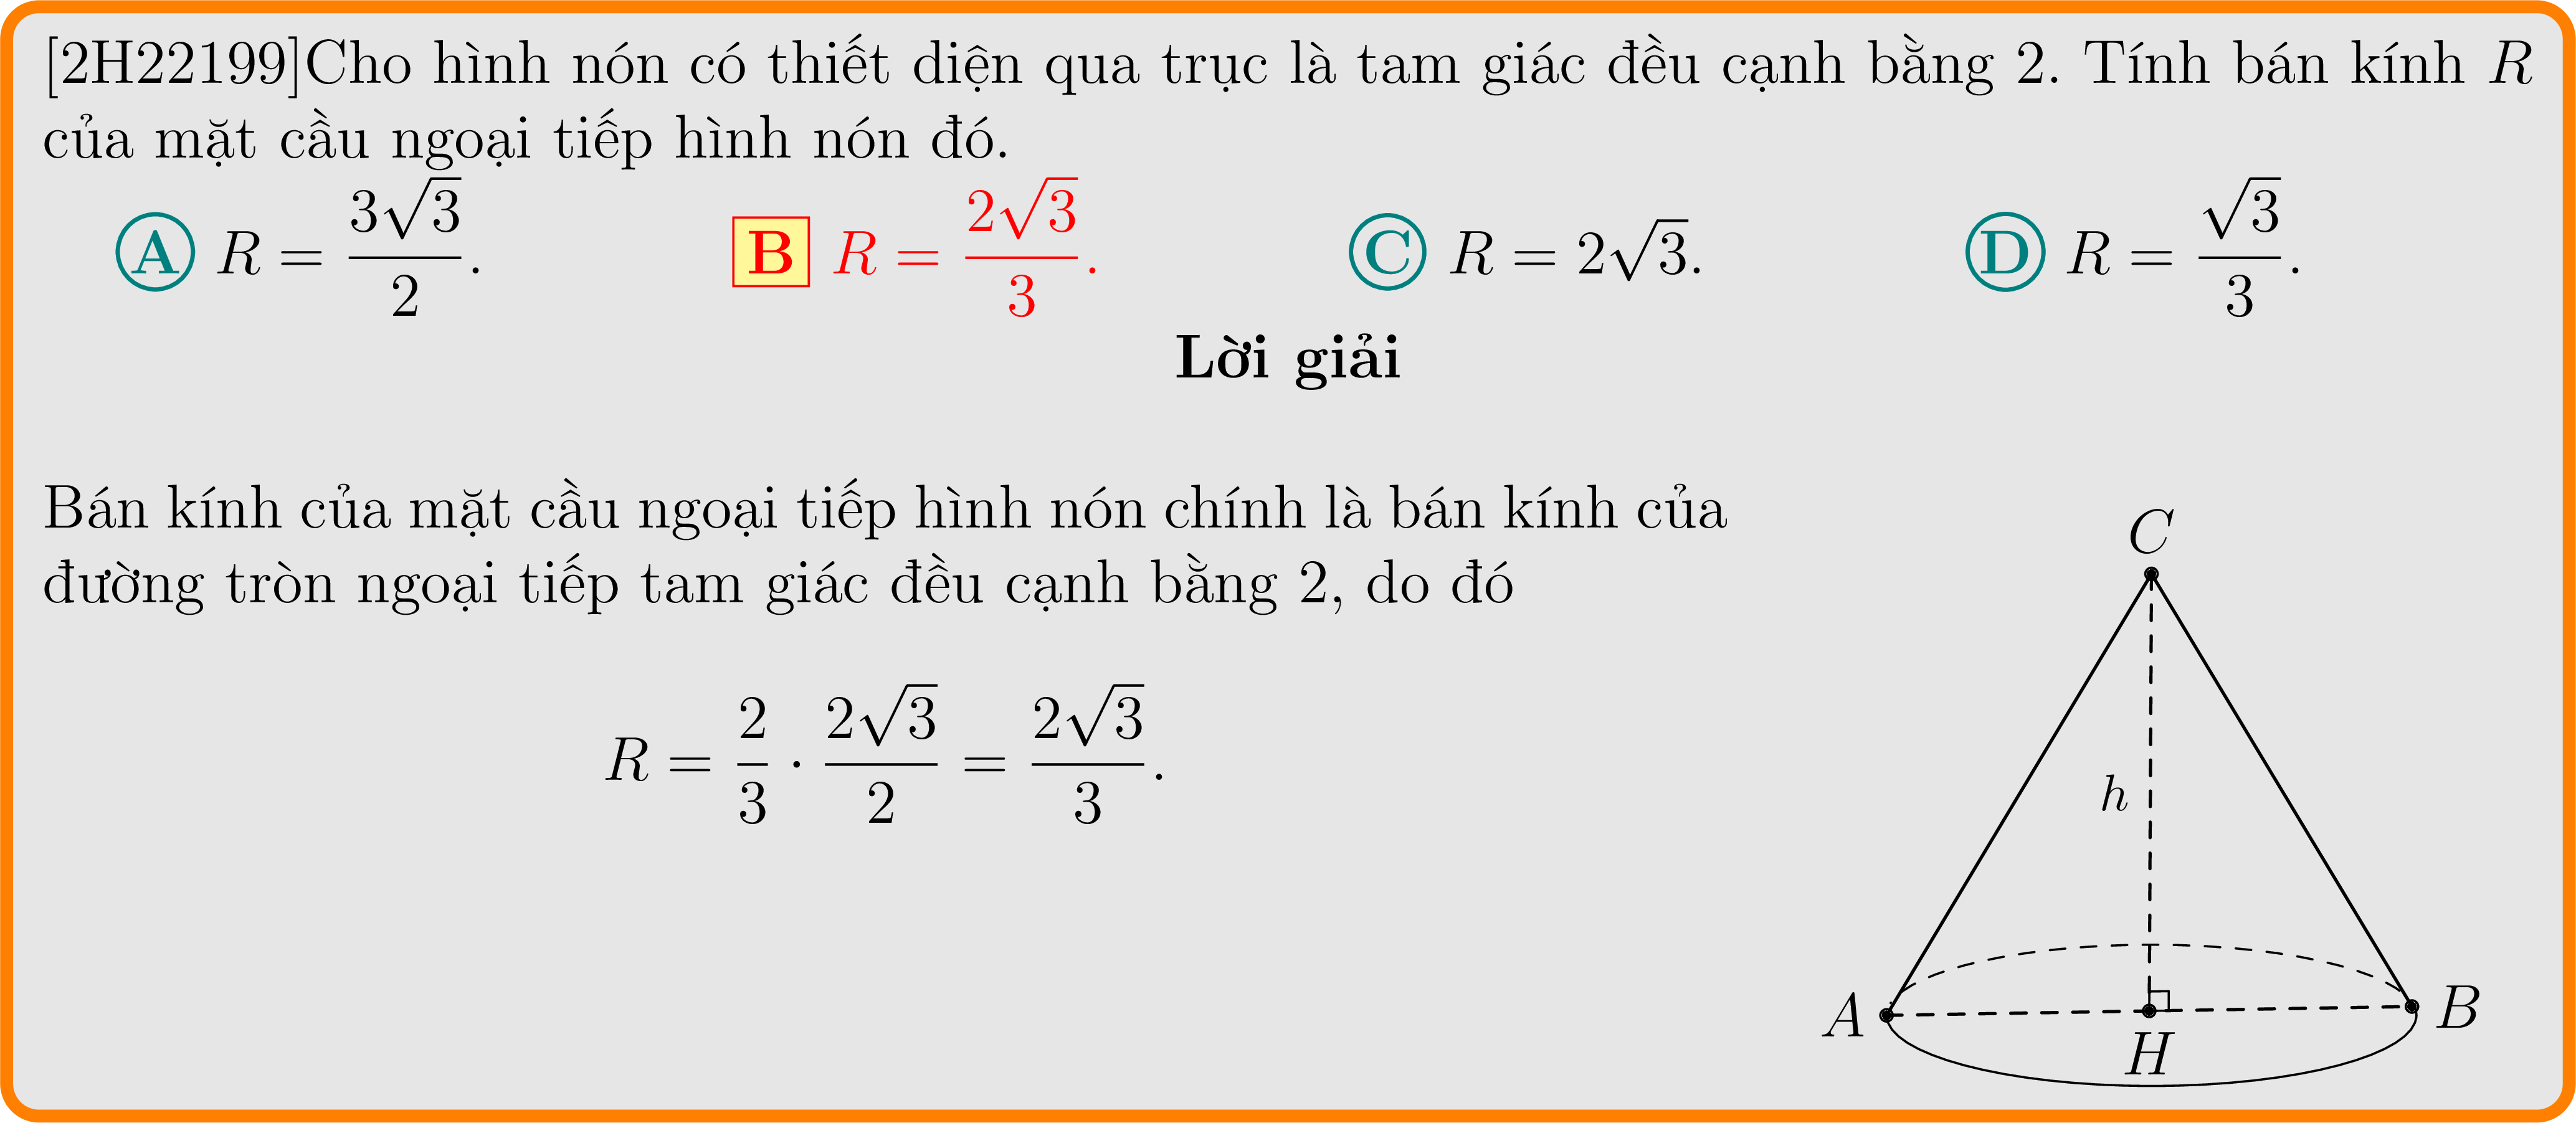 [2H22199]Cho hình nón có thiết diện qua trục là tam giác đều cạnh bằng 2. Tính bán kính R
của mặt cầu ngoại tiếp hình nón đó.
A R = \frac{3\sqrt{3}}{2}. B R = \frac{2\sqrt{3}}{3}. C R = 2\sqrt{3}. D R = \frac{\sqrt{3}}{3}.
Lời giải
Bán kính của mặt cầu ngoại tiếp hình nón chính là bán kính của
đường tròn ngoại tiếp tam giác đều cạnh bằng 2, do đó
R = \frac{2}{3} · \frac{2\sqrt{3}}{2} = \frac{2\sqrt{3}}{3}.
C
h
A
B
H